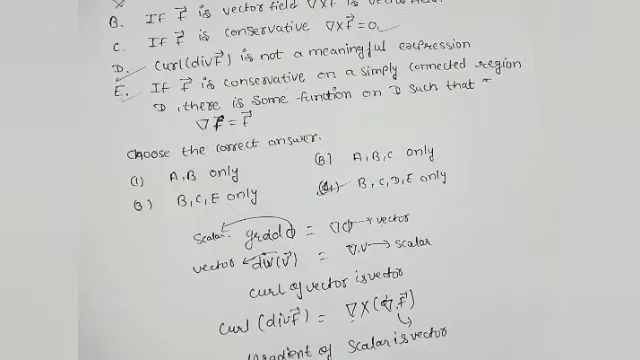 B. If F⃗ is vector field ∇×F⃗ is vector field.
C. If F⃗ is conservative ∇×F⃗ = 0.
D. Curl(divF⃗) is not a meaningful expression
E. If F⃗ is conservative on a simply connected region
D, there is some function on D such that
∇F⃗ = F⃗
Choose the correct answer.
(1) A,B only (2) A,B,C only
(3) B,C,E only (4) B,C,D,E only
Scalar. grad ϕ = ∇ϕ → vector
vector ← div(V⃗) = ∇.V → scalar
Curl of vector is vector
Curl (divF⃗) = ∇×(∇.F⃗)
Gradient of Scalar is vector